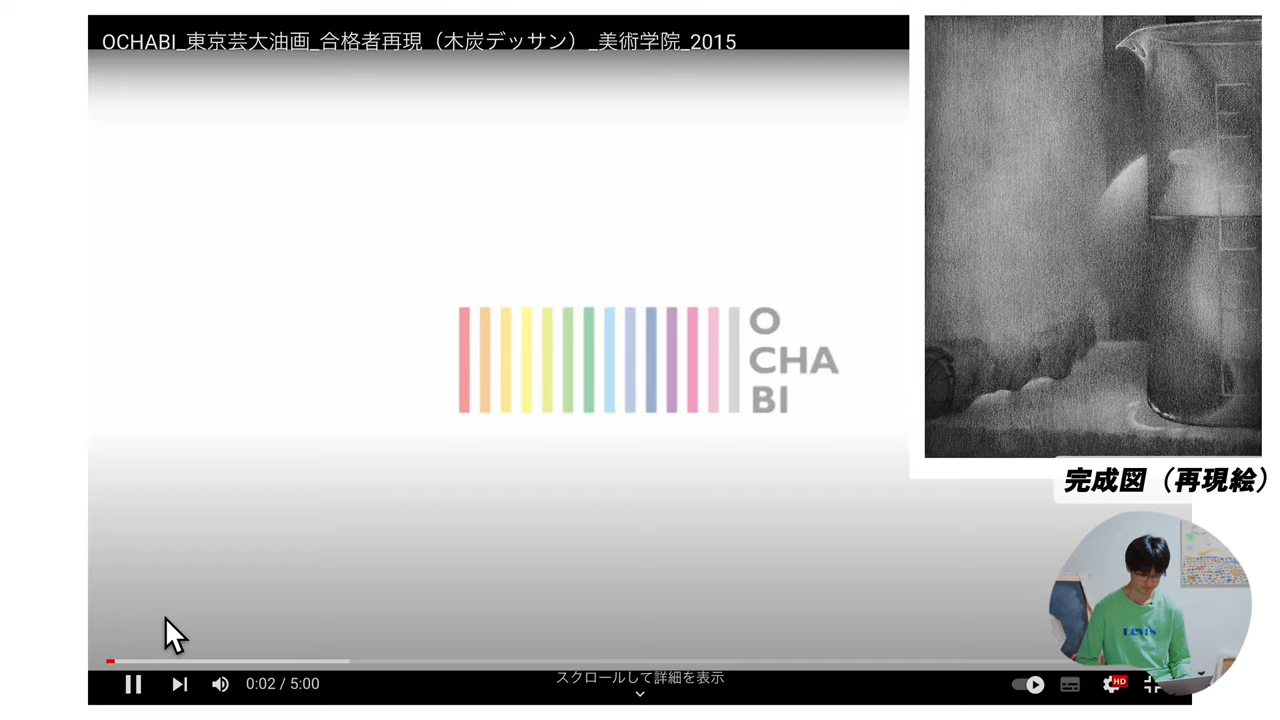 OCHABI_東京芸大油画_合格者再現（木炭デッサン）_美術学院_2015
O
CHA
BI
完成図（再現絵）
Levi's
スクロールして詳細を表示
0:02 / 5:00
HD